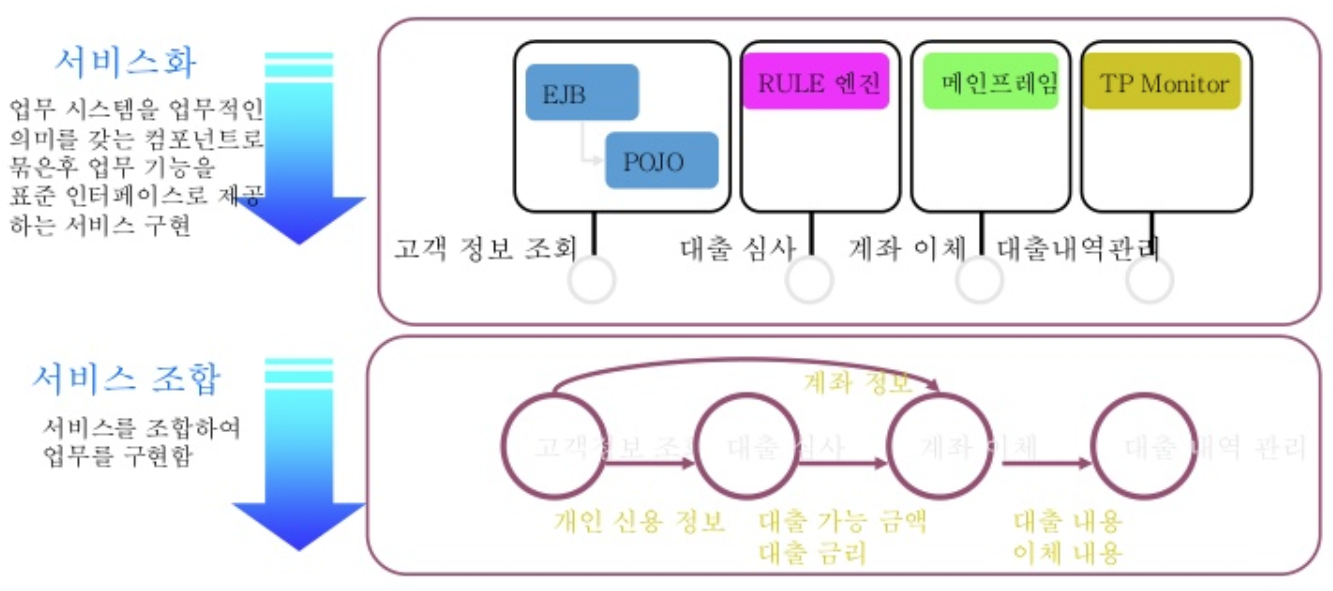 서비스화
업무 시스템을 업무적인
의미를 갖는 컴포넌트로
묶은후 업무 기능을
표준 인터페이스로 제공
하는 서비스 구현
EJB
POJO
RULE 엔진
메인프레임
TP Monitor
고객 정보 조회
대출 심사
계좌 이체
대출내역관리
서비스 조합
서비스를 조합하여
업무를 구현함
계좌 정보
고객정보 조회
대출 심사
계좌 이체
대출 내역 관리
개인 신용 정보
대출 가능 금액
대출 금리
대출 내용
이체 내용